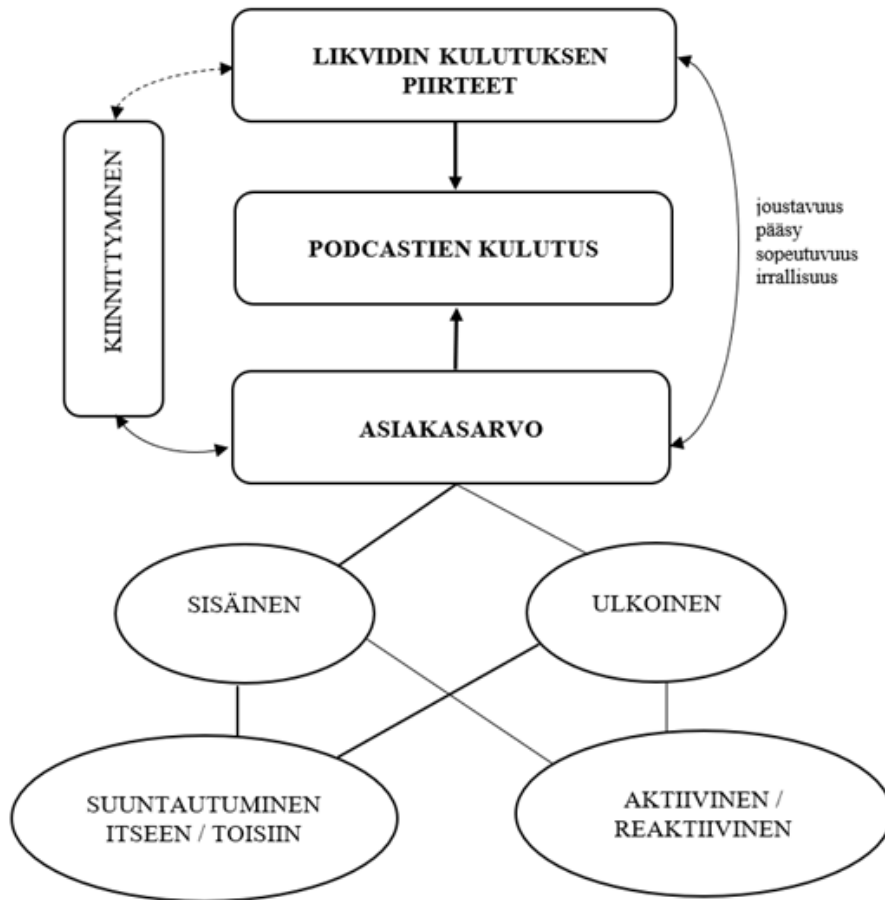 LIKVIDIN KULUTUKSEN
PIIRTEET
KIINNITTYMINEN
PODCASTIEN KULUTUS
joustavuus
pääsy
sopeutuvuus
irrallisuus
ASIAKASARVO
SISÄINEN
ULKOINEN
SUUNTAUTUMINEN
ITSEEN / TOISIIN
AKTIIVINEN /
REAKTIIVINEN